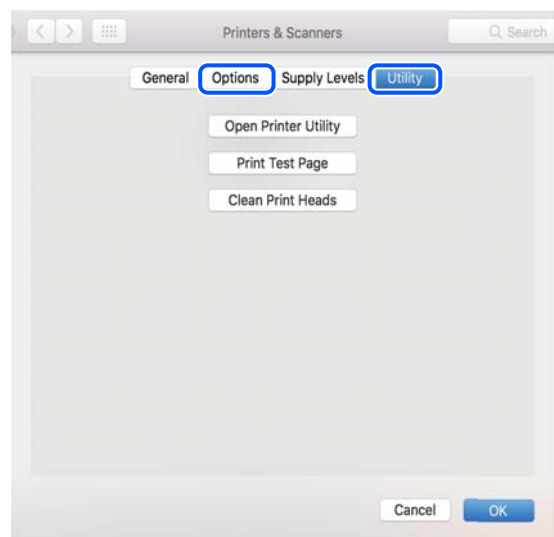 Printers & Scanners Search
General Options Supply Levels Utility
Open Printer Utility
Print Test Page
Clean Print Heads
Cancel OK